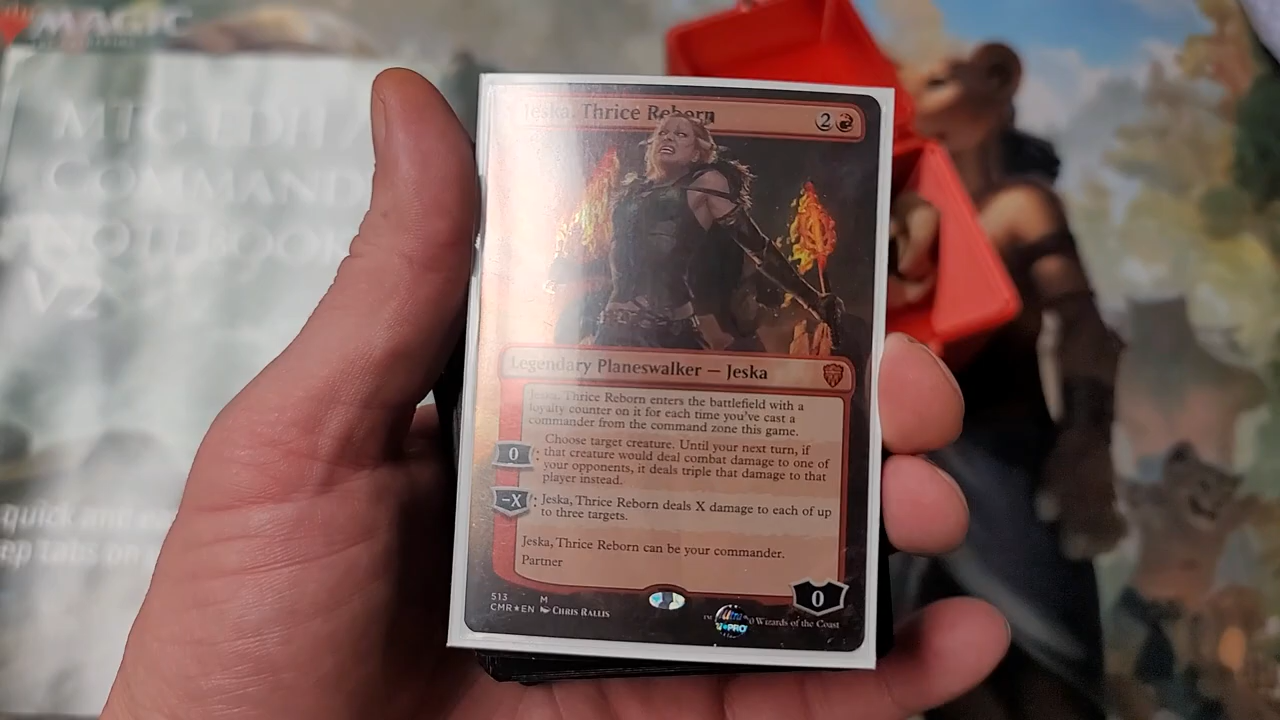 MAGIC
MTG EDH /
COMMAND
NOTEBOOK
V2
quick and
ep tabs on
Jeska, Thrice Reborn
2
Legendary Planeswalker — Jeska
Jeska, Thrice Reborn enters the battlefield with a
loyalty counter on it for each time you've cast a
commander from the command zone this game.
0 : Choose target creature. Until your next turn, if
that creature would deal combat damage to one of
your opponents, it deals triple that damage to that
player instead.
-X : Jeska, Thrice Reborn deals X damage to each of up
to three targets.
Jeska, Thrice Reborn can be your commander.
Partner
0
513 M
CMR★EN Chris Rallis
Ultra
PRO
Wizards of the Coast